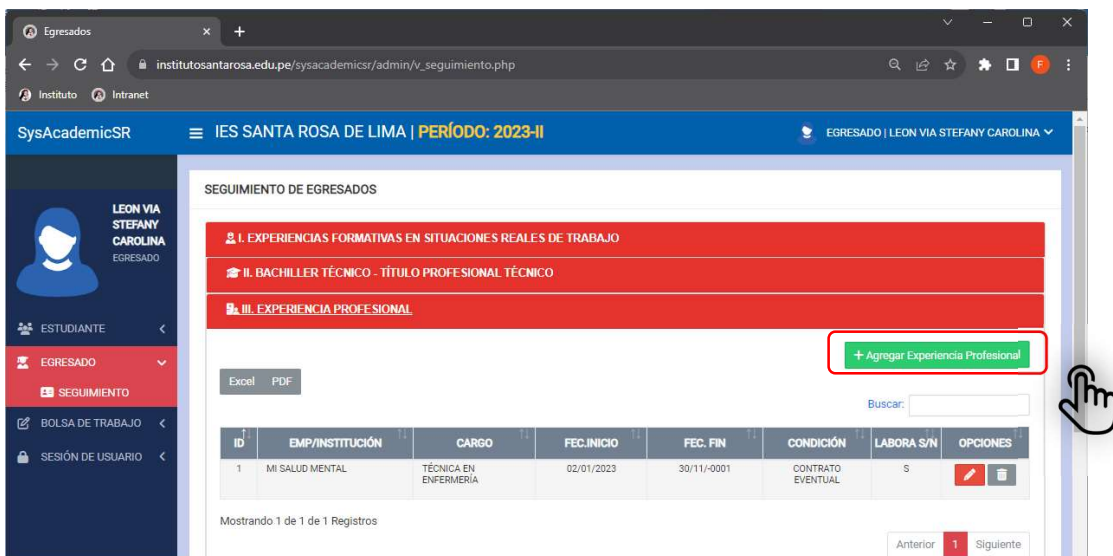 Egresados
institutosantarosa.edu.pe/sysacademicsr/admin/v_seguimiento.php
F
Instituto Intranet
SysAcademicSR
IES SANTA ROSA DE LIMA | PERÍODO: 2023-II
EGRESADO | LEON VIA STEFANY CAROLINA
LEON VIA
STEFANY
CAROLINA
EGRESADO
ESTUDIANTE
EGRESADO
SEGUIMIENTO
BOLSA DE TRABAJO
SESIÓN DE USUARIO
SEGUIMIENTO DE EGRESADOS
I. EXPERIENCIAS FORMATIVAS EN SITUACIONES REALES DE TRABAJO
II. BACHILLER TÉCNICO - TÍTULO PROFESIONAL TÉCNICO
III. EXPERIENCIA PROFESIONAL
+ Agregar Experiencia Profesional
Excel PDF
Buscar:
ID EMP/INSTITUCIÓN CARGO FEC.INICIO FEC. FIN CONDICIÓN LABORA S/N OPCIONES
1 MI SALUD MENTAL TÉCNICA EN 02/01/2023 30/11/-0001 CONTRATO S
ENFERMERÍA EVENTUAL
Mostrando 1 de 1 de 1 Registros
Anterior 1 Siguiente